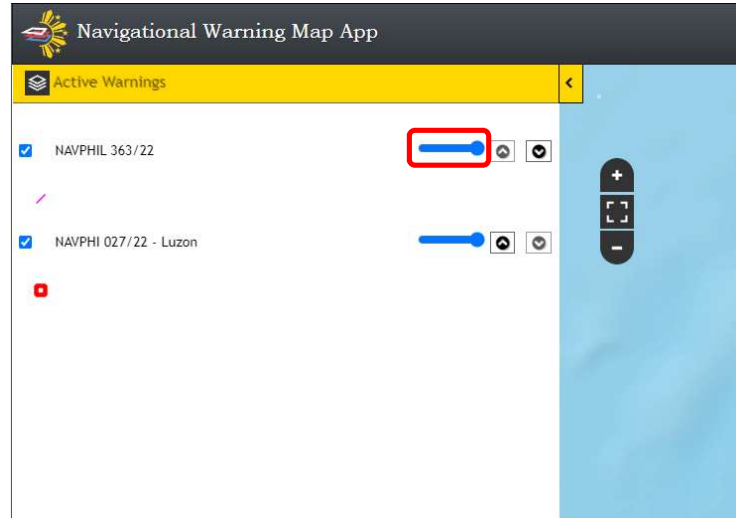 Navigational Warning Map App
Active Warnings
NAVPHIL 363/22
NAVPHI 027/22 - Luzon